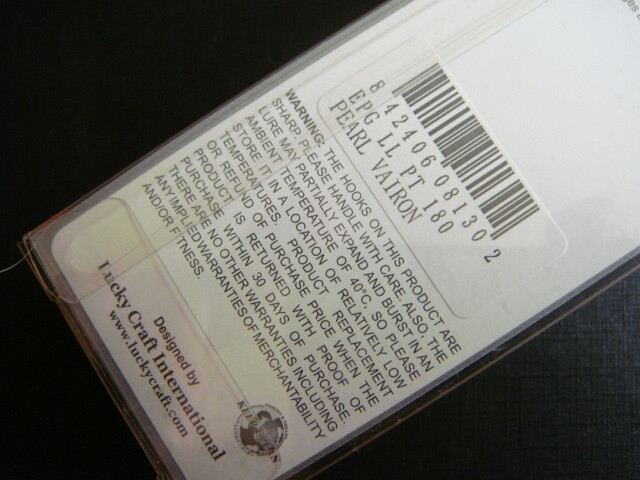 8 42406 08130 2
EPG LL PT 180
PEARL VAIRON
WARNING: THE HOOKS ON THIS PRODUCT ARE
SHARP. PLEASE HANDLE WITH CARE. ALSO, THE
LURE MAY PARTIALLY EXPAND AND BURST IN AN
AMBIENT TEMPERATURE OF 40°C, SO PLEASE
STORE IT IN A LOCATION OF RELATIVELY LOW
TEMPERATURES. PRODUCT REPLACEMENT
OR REFUND OF PURCHASE PRICE WHEN THE
PRODUCT IS RETURNED WITH PROOF OF
PURCHASE WITHIN 30 DAYS OF PURCHASE.
THERE ARE NO OTHER WARRANTIES INCLUDING
ANY IMPLIED WARRANTIES OF MERCHANTABILITY
AND/OR FITNESS.
Designed by
Lucky Craft International
www.luckycraft.com